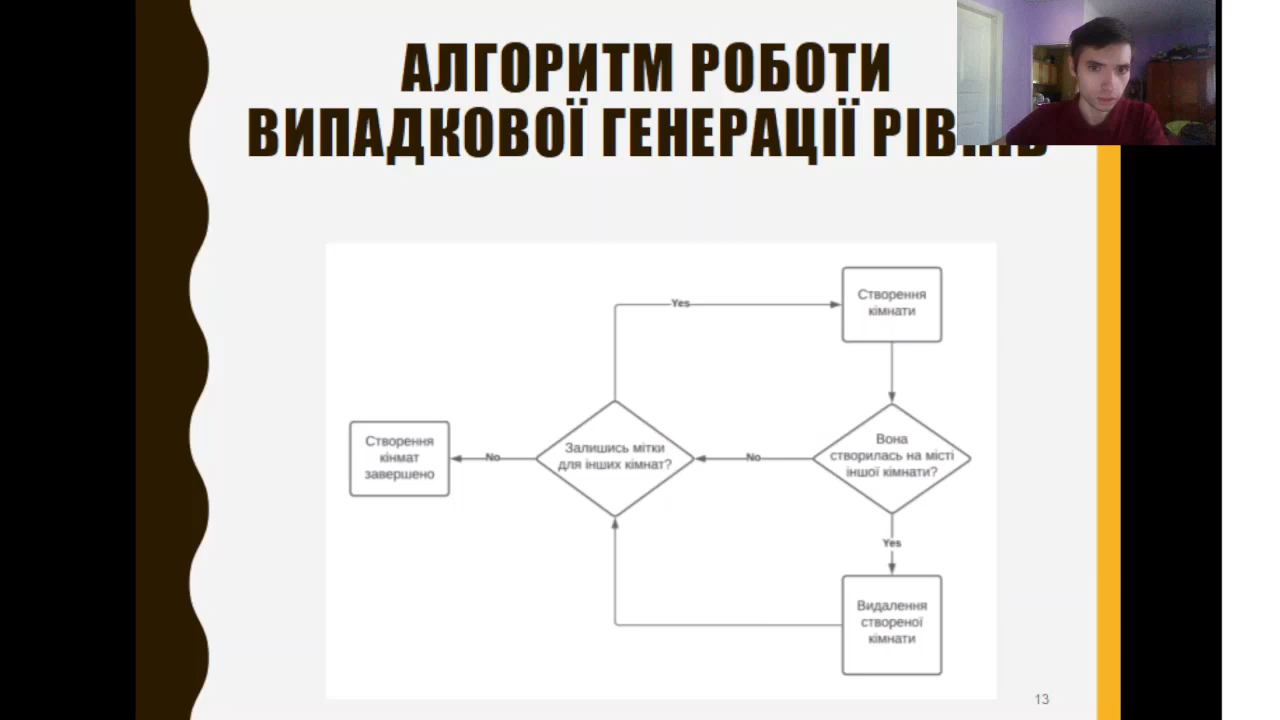 АЛГОРИТМ РОБОТИ
ВИПАДКОВОЇ ГЕНЕРАЦІЇ РІВНІВ
Yes
Створення
кімнати
Створення
кінмат
завершено
No
Залишись мітки
для інших кімнат?
No
Вона
створилась на місті
іншої кімнати?
Yes
Видалення
створеної
кімнати
13